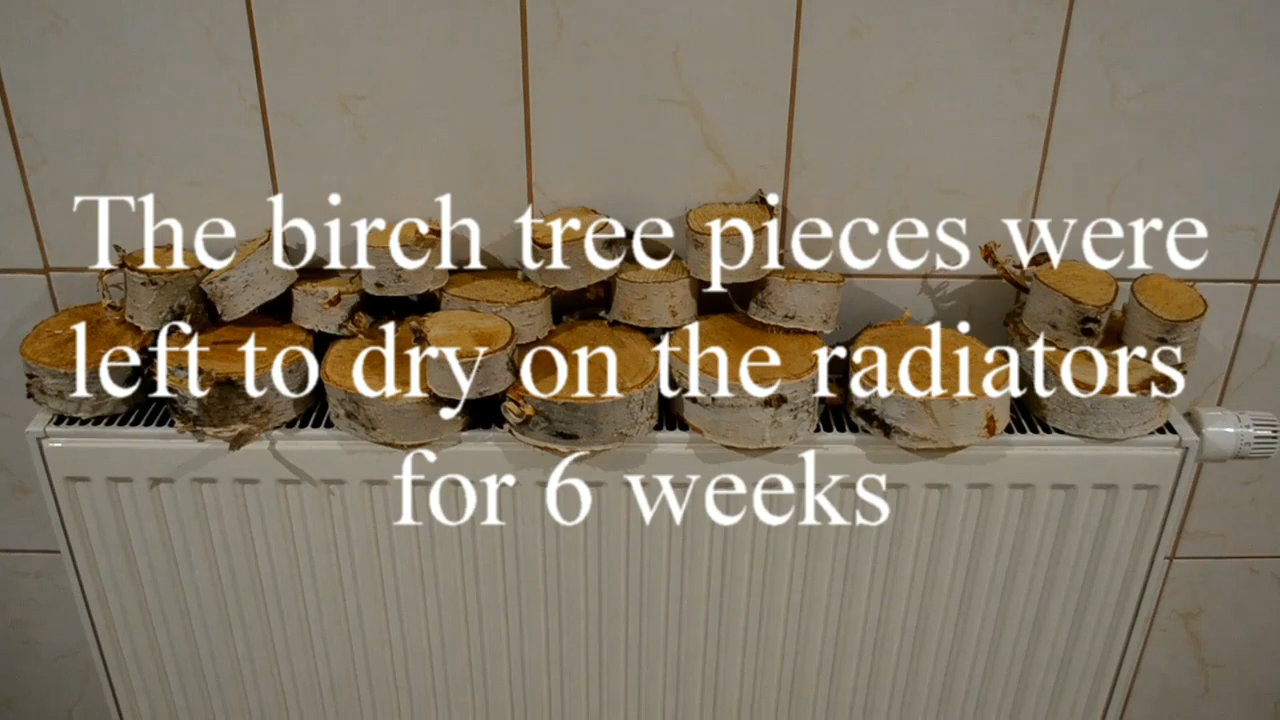 The birch tree pieces were
left to dry on the radiators
for 6 weeks